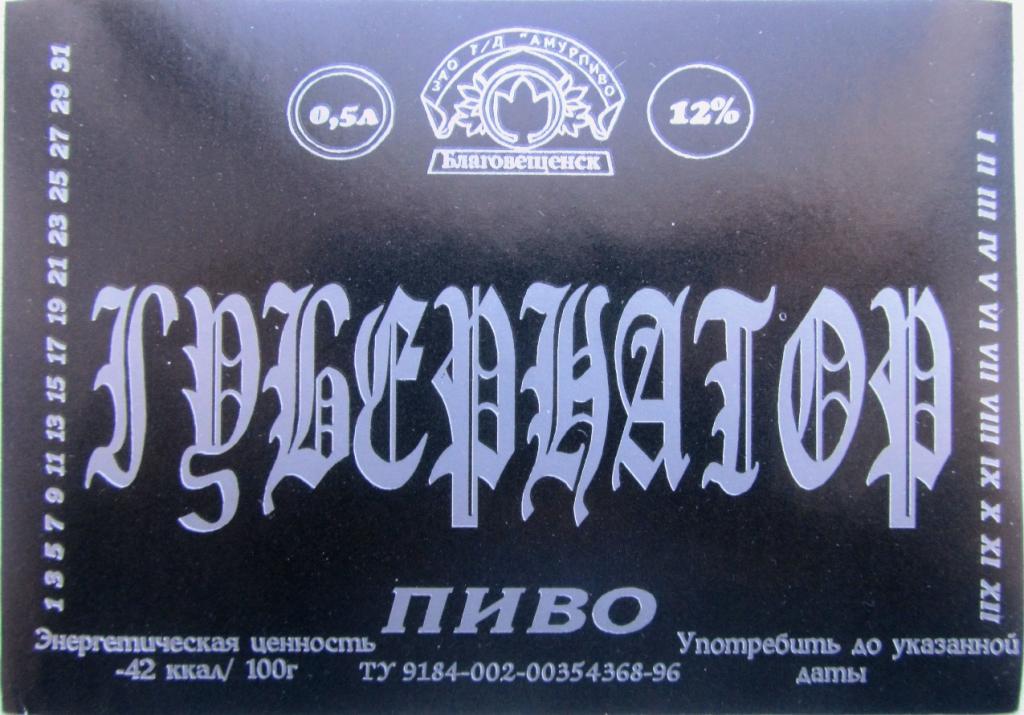 ЗАО Т/Д "АМУРПИВО
0,5л
12%
Благовещенск
1 3 5 7 9 11 13 15 17 19 21 23 25 27 29 31
I II III IV V VI VII VIII IX X XI XII
ГУБЕРНАТОР
ПИВО
Энергетическая ценность
-42 ккал/ 100г
ТУ 9184-002-00354368-96
Употребить до указанной
даты